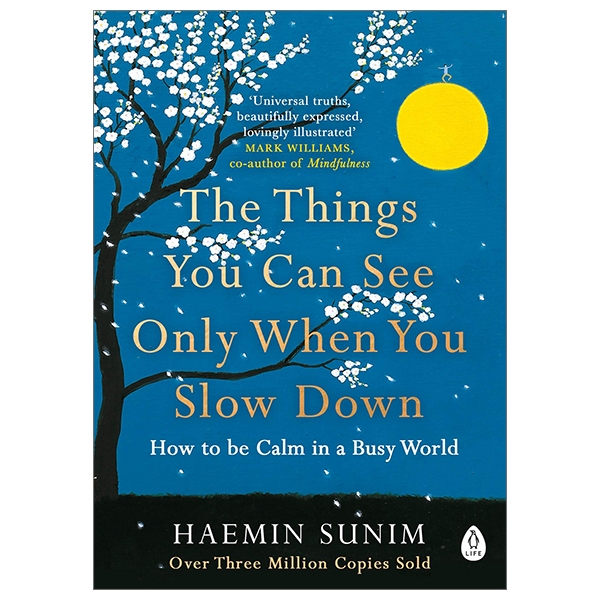 'Universal truths,
beautifully expressed,
lovingly illustrated'
MARK WILLIAMS,
co-author of Mindfulness
The Things
You Can See
Only When You
Slow Down
How to be Calm in a Busy World
HAEMIN SUNIM
LIFE
Over Three Million Copies Sold